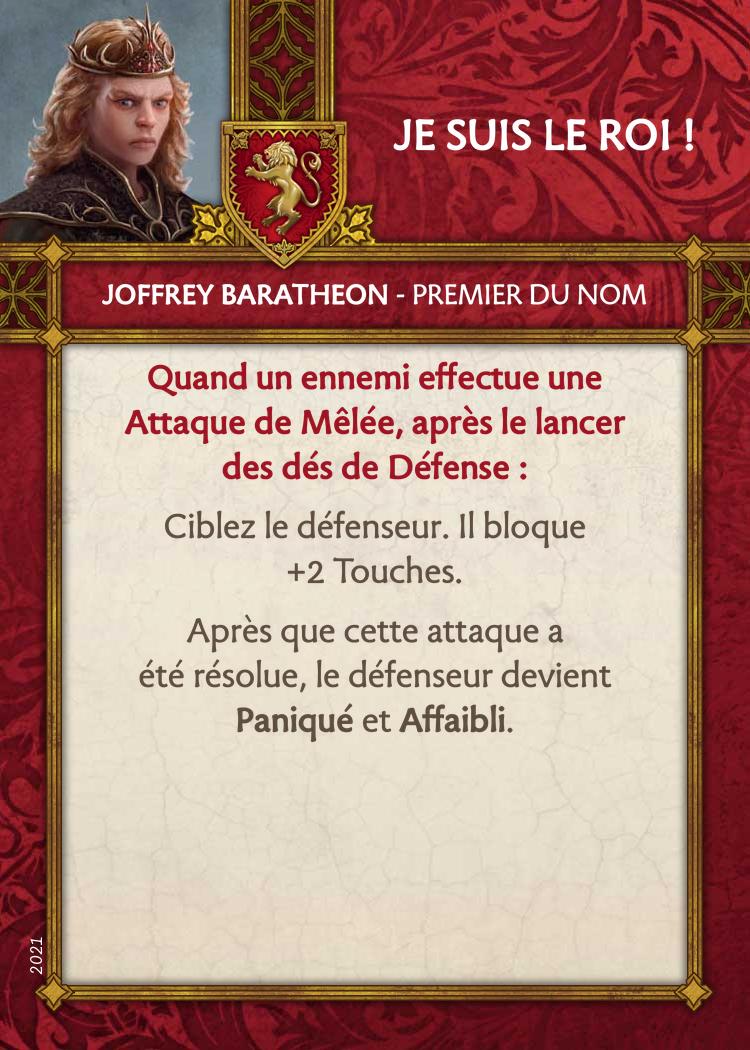 JE SUIS LE ROI !
JOFFREY BARATHEON - PREMIER DU NOM
Quand un ennemi effectue une
Attaque de Mêlée, après le lancer
des dés de Défense :
Ciblez le défenseur. Il bloque
+2 Touches.
Après que cette attaque a
été résolue, le défenseur devient
Paniqué et Affaibli.
2021